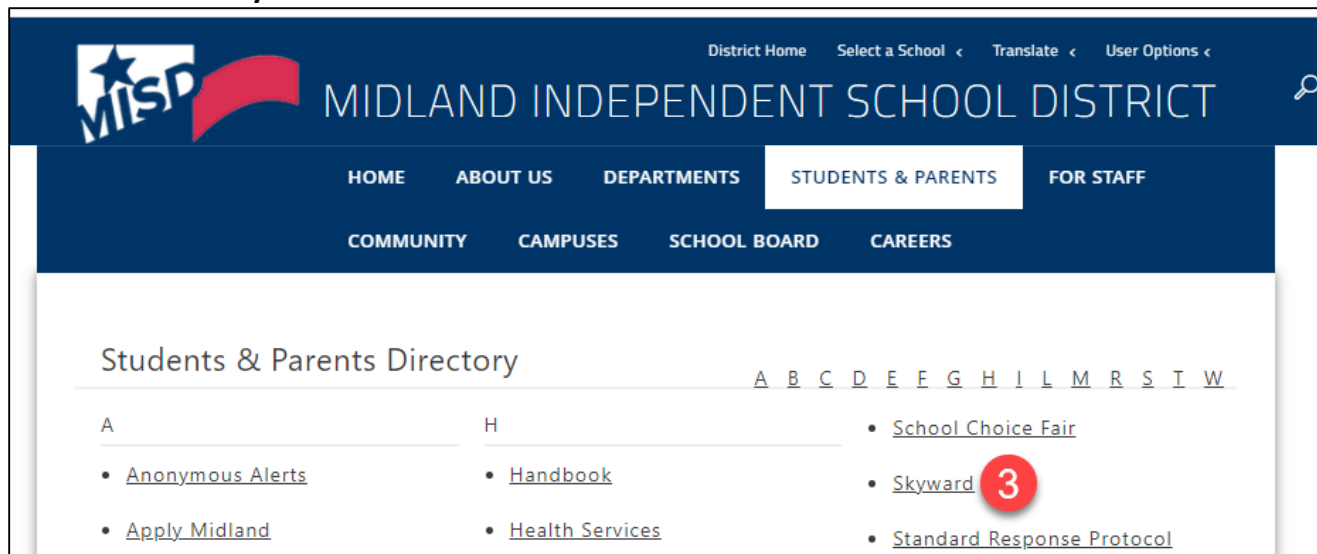 MISD
District Home Select a School < Translate < User Options <
MIDLAND INDEPENDENT SCHOOL DISTRICT
HOME ABOUT US DEPARTMENTS STUDENTS & PARENTS FOR STAFF
COMMUNITY CAMPUSES SCHOOL BOARD CAREERS
Students & Parents Directory
A B C D E F G H I L M R S T W
A
• Anonymous Alerts
• Apply Midland
H
• Handbook
• Health Services
• School Choice Fair
• Skyward 3
• Standard Response Protocol